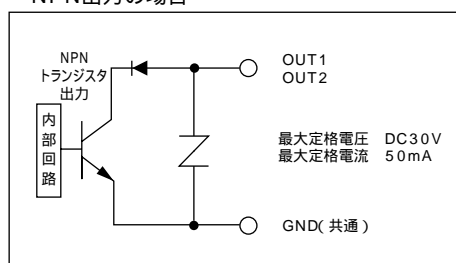 NPN出力の場合
NPN
トランジスタ
出力
内部回路
OUT1
OUT2
最大定格電圧 DC30V
最大定格電流 50mA
GND(共通)